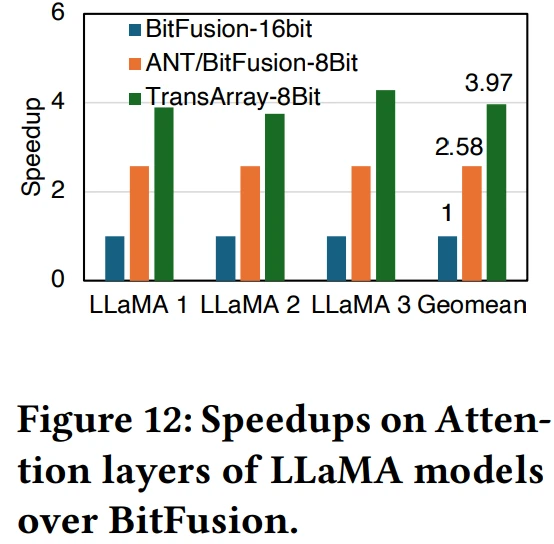 6
BitFusion-16bit
ANT/BitFusion-8Bit
TransArray-8Bit
3.97
4
2.58
Speedup
2
1
0
LLaMA 1 LLaMA 2 LLaMA 3 Geomean
Figure 12: Speedups on Atten-
tion layers of LLaMA models
over BitFusion.